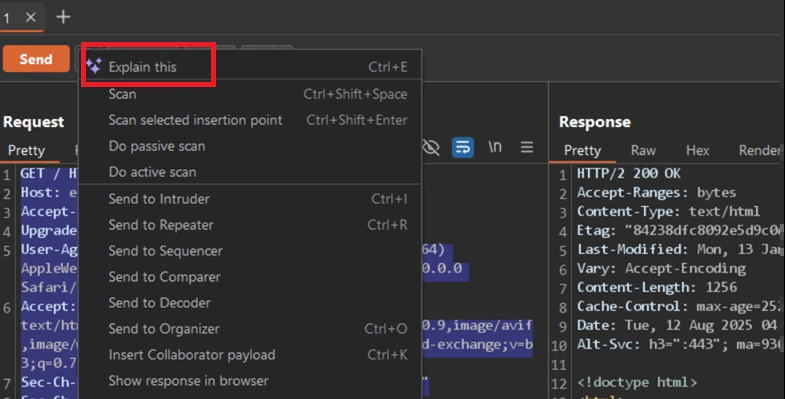 1 ×  +
Send
Explain this Ctrl+E
Scan Ctrl+Shift+Space
Scan selected insertion point Ctrl+Shift+Enter
Do passive scan
Do active scan
Send to Intruder Ctrl+I
Send to Repeater Ctrl+R
Send to Sequencer
Send to Comparer
Send to Decoder
Send to Organizer Ctrl+O
Insert Collaborator payload Ctrl+K
Show response in browser
Request
Pretty
\n
1 GET /
2 Host:
3 Accept-
4
5 User-Ag 64)
AppleWe 0.0.0
Safari/
6 Accept:
text/ht 0.9,image/avif
,image/ d-exchange;v=b
3;q=0.7
7 Sec-Ch- "
Response
Pretty Raw Hex Render
1 HTTP/2 200 OK
2 Accept-Ranges: bytes
3 Content-Type: text/html
4 Etag: "84238dfc8092e5d9c0
5 Last-Modified: Mon, 13 Jan
6 Vary: Accept-Encoding
7 Content-Length: 1256
8 Cache-Control: max-age=252
9 Date: Tue, 12 Aug 2025 04
10 Alt-Svc: h3=":443"; ma=936
11
12 <!doctype html>